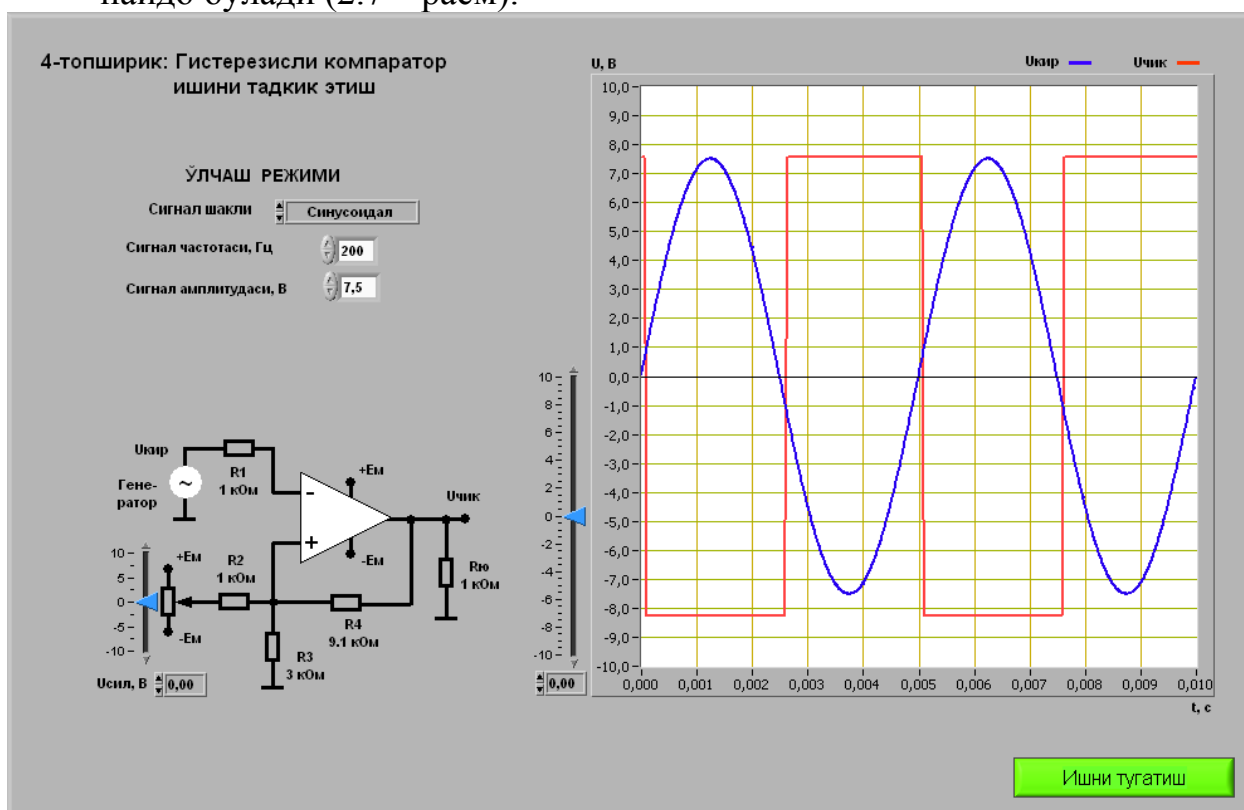 пайдо бўлади (2.7 – расм).
4-топширик: Гистерезисли компаратор
ишини тадкик этиш
ЎЛЧАШ РЕЖИМИ
Сигнал шакли Синусоидал
Сигнал частотаси, Гц 200
Сигнал амплитудаси, В 7,5
Uкир
Гене-
ратор
~
R1
1 кОм
+Ем
-
+
-Ем
Uчик
Rю
1 кОм
R2
1 кОм
+Ем
-Ем
R4
9.1 кОм
R3
3 кОм
10
5
0
-5
-10
Uсил, В 0,00
10
8
6
4
2
0
-2
-4
-6
-8
-10
0,00
U, В
Uкир Uчик
10,0
9,0
8,0
7,0
6,0
5,0
4,0
3,0
2,0
1,0
0,0
-1,0
-2,0
-3,0
-4,0
-5,0
-6,0
-7,0
-8,0
-9,0
-10,0
0,000 0,001 0,002 0,003 0,004 0,005 0,006 0,007 0,008 0,009 0,010
t, с
Ишни тугатиш